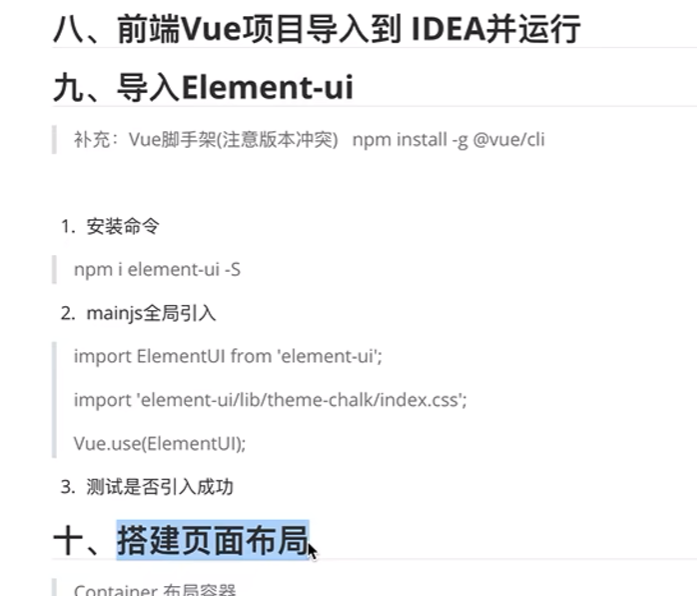 八、前端Vue项目导入到 IDEA并运行
九、导入Element-ui
补充：Vue脚手架(注意版本冲突) npm install -g @vue/cli
1. 安装命令
npm i element-ui -S
2. mainjs全局引入
import ElementUI from 'element-ui';
import 'element-ui/lib/theme-chalk/index.css';
Vue.use(ElementUI);
3. 测试是否引入成功
十、搭建页面布局
Container 布局容器